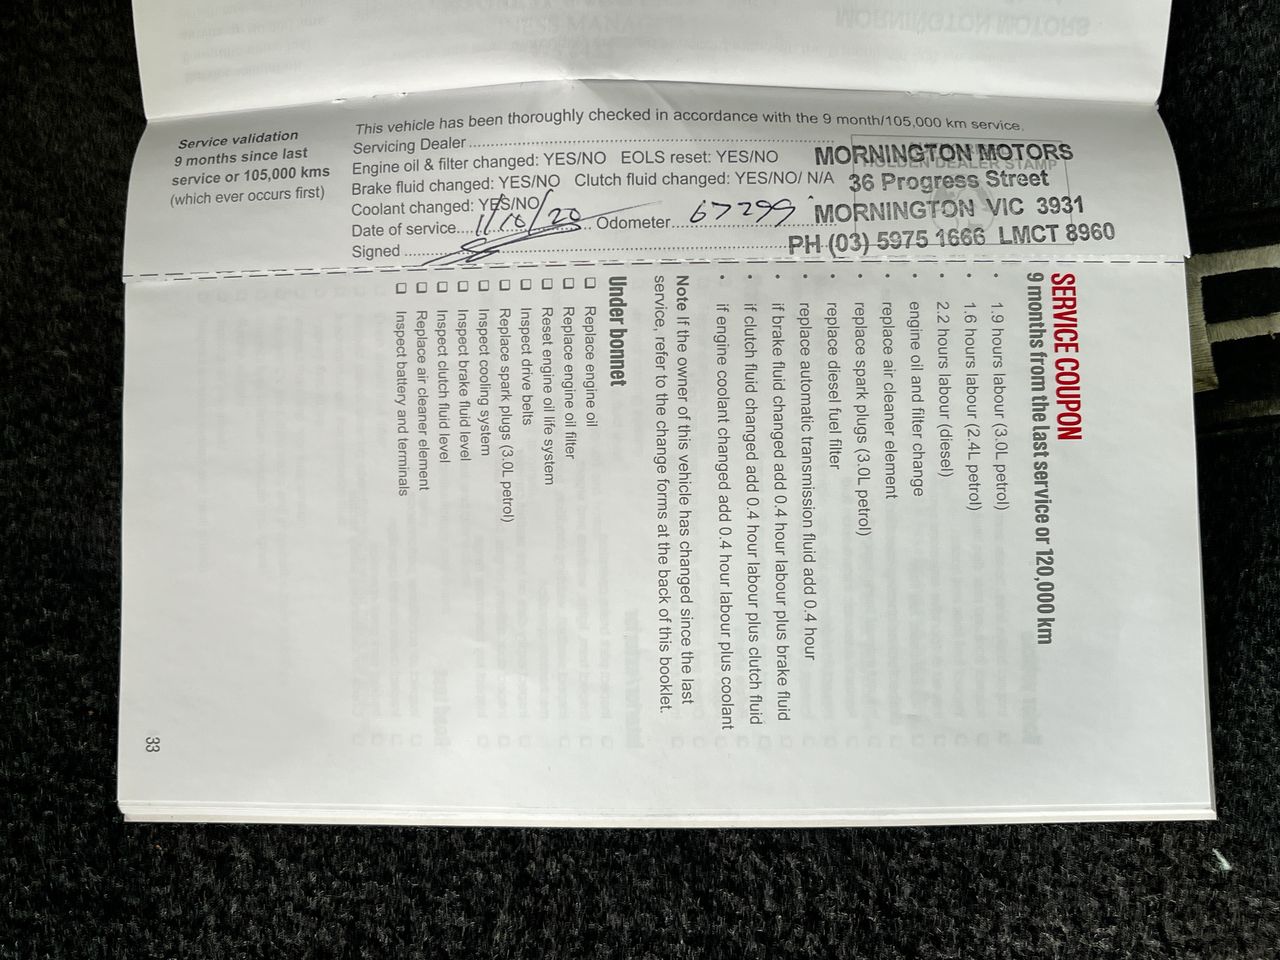 Service validation
9 months since last
service or 105,000 kms
(which ever occurs first)
This vehicle has been thoroughly checked in accordance with the 9 month/105,000 km service.
Servicing Dealer
Engine oil & filter changed: YES/NO EOLS reset: YES/NO
Brake fluid changed: YES/NO Clutch fluid changed: YES/NO/ N/A
Coolant changed: YES/NO
Date of service.... 1/10/20 Odometer 67299
Signed
HOLDEN DEALER STAMP
MORNINGTON MOTORS
36 Progress Street
MORNINGTON VIC 3931
PH (03) 5975 1666 LMCT 8960
SERVICE COUPON
9 months from the last service or 120,000 km
• 1.9 hours labour (3.0L petrol)
• 1.6 hours labour (2.4L petrol)
• 2.2 hours labour (diesel)
• engine oil and filter change
• replace air cleaner element
• replace spark plugs (3.0L petrol)
• replace diesel fuel filter
• replace automatic transmission fluid add 0.4 hour
• if brake fluid changed add 0.4 hour labour plus brake fluid
• if clutch fluid changed add 0.4 hour labour plus clutch fluid
• if engine coolant changed add 0.4 hour labour plus coolant
Note If the owner of this vehicle has changed since the last
service, refer to the change forms at the back of this booklet.
Under bonnet
□ Replace engine oil
□ Replace engine oil filter
□ Reset engine oil life system
□ Inspect drive belts
□ Replace spark plugs (3.0L petrol)
□ Inspect cooling system
□ Inspect brake fluid level
□ Inspect clutch fluid level
□ Replace air cleaner element
□ Inspect battery and terminals
33